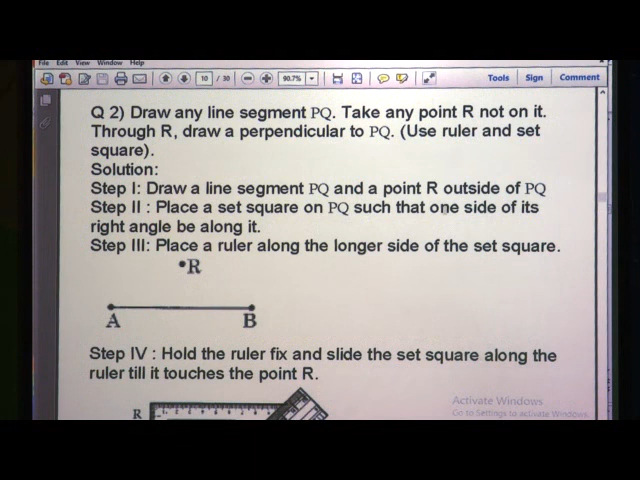 File Edit View Window Help
10 / 30 90.7% Tools Sign Comment
Q 2) Draw any line segment PQ. Take any point R not on it.
Through R, draw a perpendicular to PQ. (Use ruler and set
square).
Solution:
Step I: Draw a line segment PQ and a point R outside of PQ
Step II : Place a set square on PQ such that one side of its
right angle be along it.
Step III: Place a ruler along the longer side of the set square.
R
A B
Step IV : Hold the ruler fix and slide the set square along the
ruler till it touches the point R.
Activate Windows
Go to Settings to activate Windows.
R